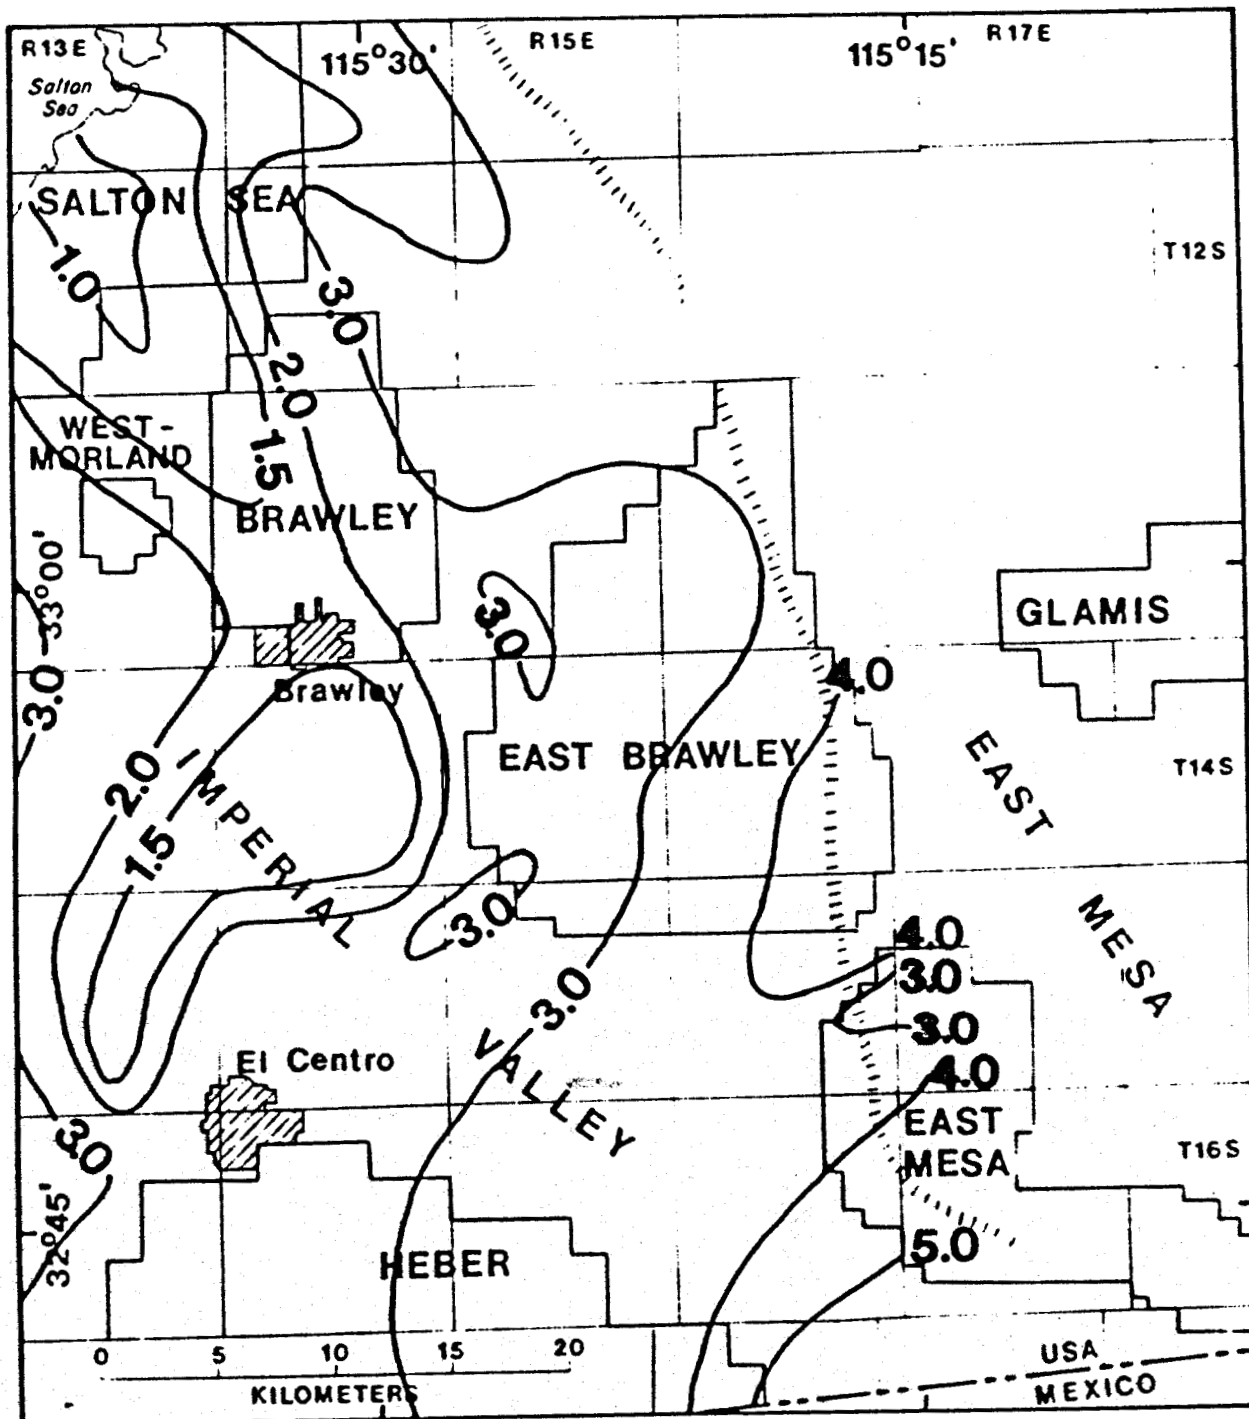 R13E
115°30'
R15E
115°15'
R17E
Salton
Sea
SALTON SEA
T12S
1.0
3.0
2.0
1.5
WEST-
MORLAND
BRAWLEY
33°00'
3.0
3.0
GLAMIS
Brawley
4.0
EAST BRAWLEY
EAST
MESA
T14S
2.0
1.5
IMPERIAL
VALLEY
3.0
4.0
3.0
3.0
3.0
4.0
El Centro
EAST
MESA
3.0
T16S
32°45'
HEBER
5.0
0 5 10 15 20
KILOMETERS
USA
MEXICO